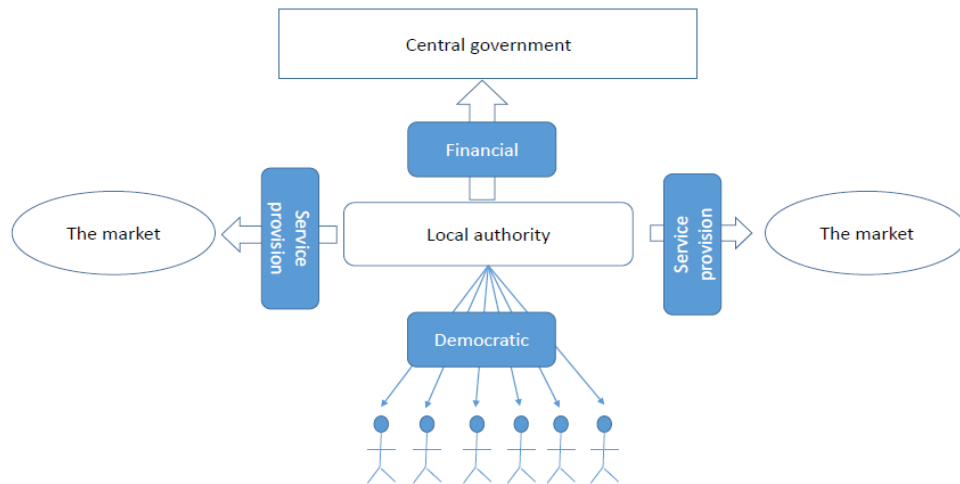 Central government
Financial
The market
Service
provision
Local authority
Service
provision
The market
Democratic